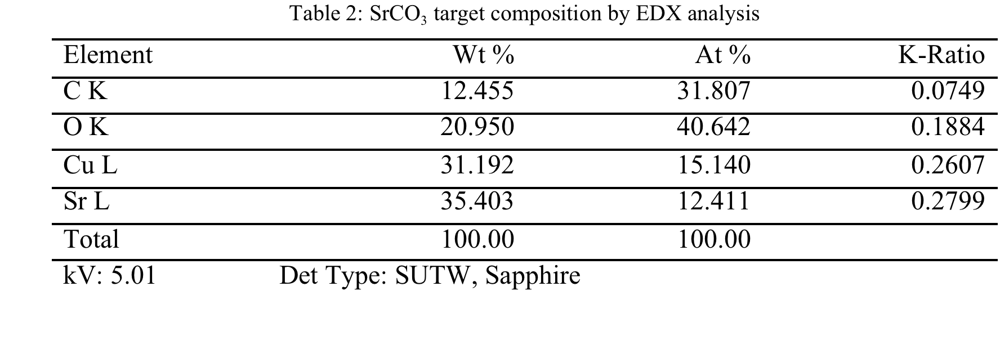 Table 2: SrCO₃ target composition by EDX analysis
Element Wt % At % K-Ratio
C K 12.455 31.807 0.0749
O K 20.950 40.642 0.1884
Cu L 31.192 15.140 0.2607
Sr L 35.403 12.411 0.2799
Total 100.00 100.00
kV: 5.01 Det Type: SUTW, Sapphire